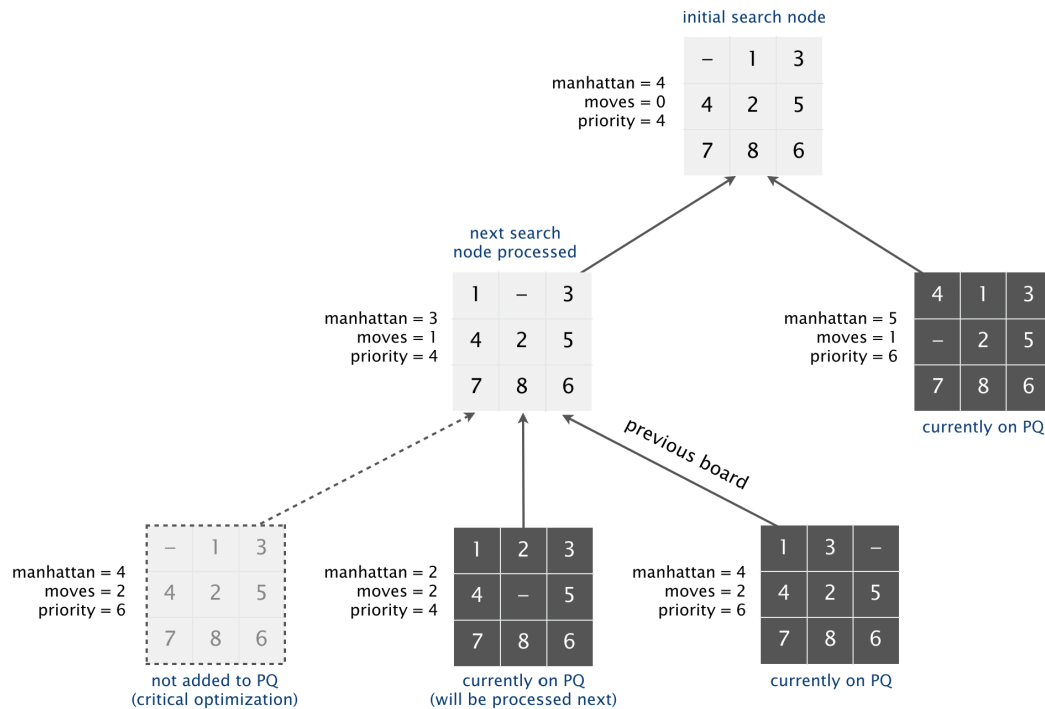 initial search node
manhattan = 4
moves = 0
priority = 4
– 1 3
4 2 5
7 8 6
next search
node processed
manhattan = 3
moves = 1
priority = 4
1 – 3
4 2 5
7 8 6
manhattan = 5
moves = 1
priority = 6
4 1 3
– 2 5
7 8 6
currently on PQ
previous board
manhattan = 4
moves = 2
priority = 6
– 1 3
4 2 5
7 8 6
not added to PQ
(critical optimization)
manhattan = 2
moves = 2
priority = 4
1 2 3
4 – 5
7 8 6
currently on PQ
(will be processed next)
manhattan = 4
moves = 2
priority = 6
1 3 –
4 2 5
7 8 6
currently on PQ